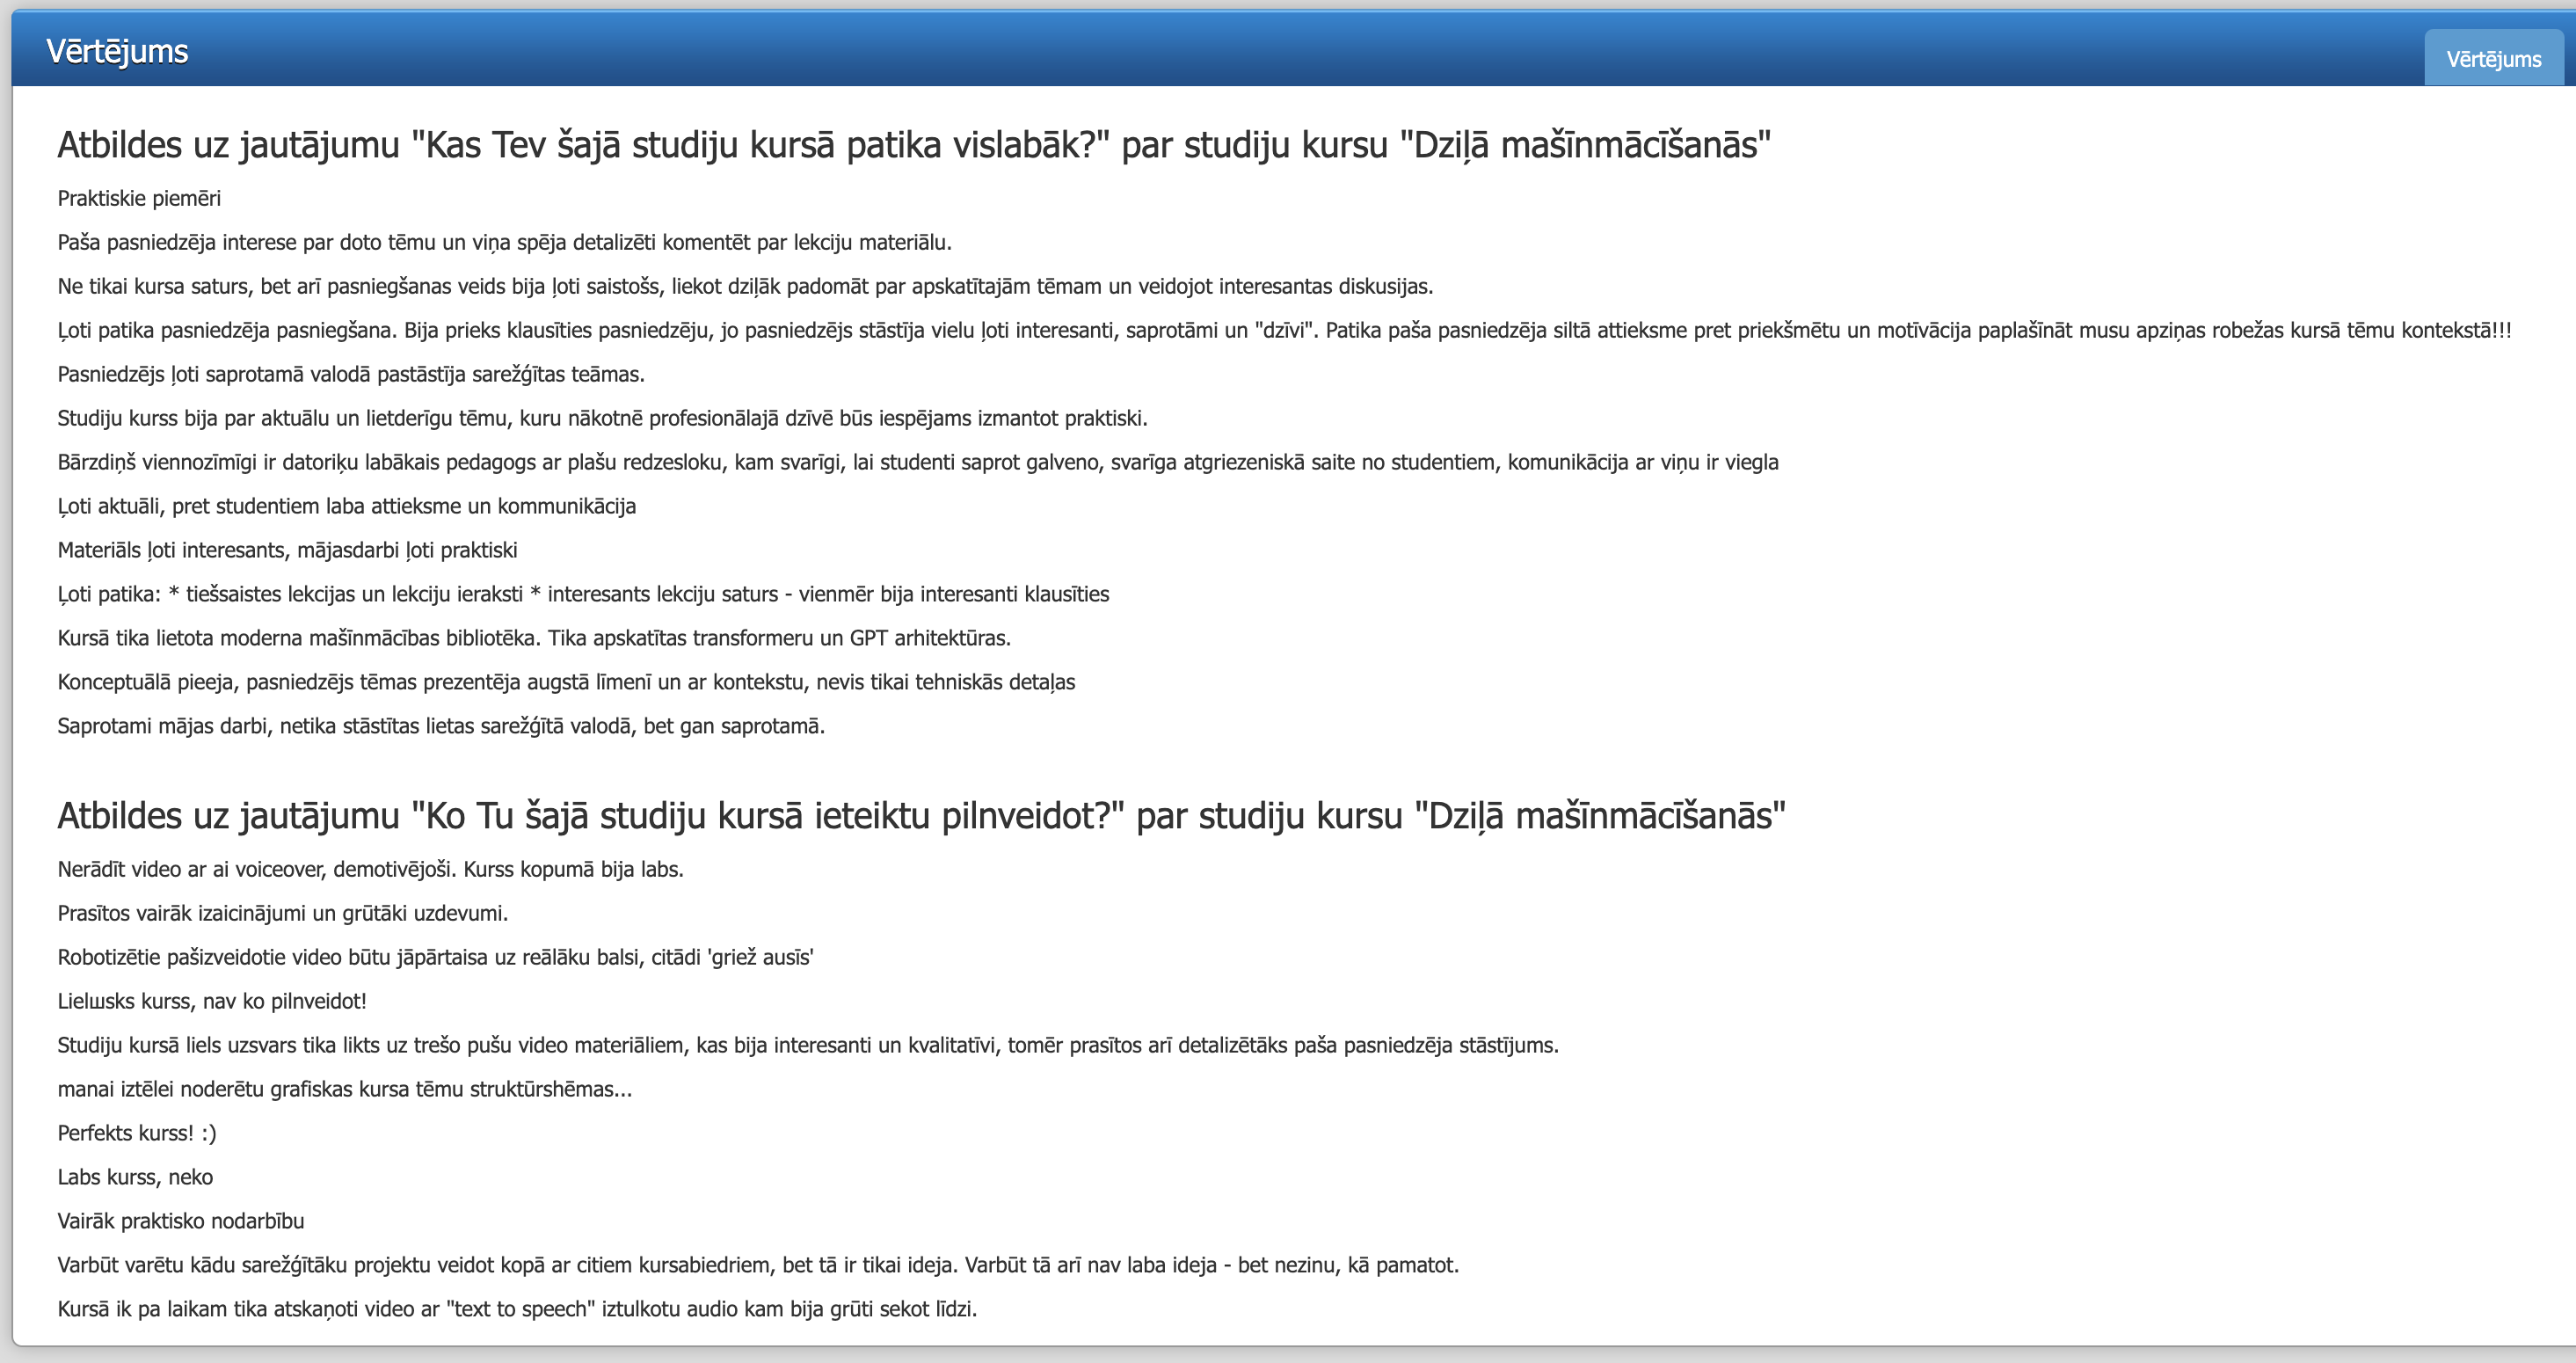 Vērtējums
Vērtējums
Atbildes uz jautājumu "Kas Tev šajā studiju kursā patika vislabāk?" par studiju kursu "Dziļā mašīnmācīšanās"
Praktiskie piemēri
Paša pasniedzēja interese par doto tēmu un viņa spēja detalizēti komentēt par lekciju materiālu.
Ne tikai kursa saturs, bet arī pasniegšanas veids bija ļoti saistošs, liekot dziļāk padomāt par apskatītajām tēmam un veidojot interesantas diskusijas.
Ļoti patika pasniedzēja pasniegšana. Bija prieks klausīties pasniedzēju, jo pasniedzējs stāstīja vielu ļoti interesanti, saprotāmi un "dzīvi". Patika paša pasniedzēja siltā attieksme pret priekšmētu un motīvācija paplašīnāt musu apziņas robežas kursā tēmu kontekstā!!!
Pasniedzējs ļoti saprotamā valodā pastāstīja sarežģītas teāmas.
Studiju kurss bija par aktuālu un lietderīgu tēmu, kuru nākotnē profesionālajā dzīvē būs iespējams izmantot praktiski.
Bārzdiņš viennozīmīgi ir datoriķu labākais pedagogs ar plašu redzesloku, kam svarīgi, lai studenti saprot galveno, svarīga atgriezeniskā saite no studentiem, komunikācija ar viņu ir viegla
Ļoti aktuāli, pret studentiem laba attieksme un kommunikācija
Materiāls ļoti interesants, mājasdarbi ļoti praktiski
Ļoti patika: * tiešsaistes lekcijas un lekciju ieraksti * interesants lekciju saturs - vienmēr bija interesanti klausīties
Kursā tika lietota moderna mašīnmācības bibliotēka. Tika apskatītas transformeru un GPT arhitektūras.
Konceptuālā pieeja, pasniedzējs tēmas prezentēja augstā līmenī un ar kontekstu, nevis tikai tehniskās detaļas
Saprotami mājas darbi, netika stāstītas lietas sarežģītā valodā, bet gan saprotamā.
Atbildes uz jautājumu "Ko Tu šajā studiju kursā ieteiktu pilnveidot?" par studiju kursu "Dziļā mašīnmācīšanās"
Nerādīt video ar ai voiceover, demotivējoši. Kurss kopumā bija labs.
Prasītos vairāk izaicinājumi un grūtāki uzdevumi.
Robotizētie pašizveidotie video būtu jāpārtaisa uz reālāku balsi, citādi 'griež ausīs'
Lielшsks kurss, nav ko pilnveidot!
Studiju kursā liels uzsvars tika likts uz trešo pušu video materiāliem, kas bija interesanti un kvalitatīvi, tomēr prasītos arī detalizētāks paša pasniedzēja stāstījums.
manai iztēlei noderētu grafiskas kursa tēmu struktūrshēmas...
Perfekts kurss! :)
Labs kurss, neko
Vairāk praktisko nodarbību
Varbūt varētu kādu sarežģītāku projektu veidot kopā ar citiem kursabiedriem, bet tā ir tikai ideja. Varbūt tā arī nav laba ideja - bet nezinu, kā pamatot.
Kursā ik pa laikam tika atskaņoti video ar "text to speech" iztulkotu audio kam bija grūti sekot līdzi.